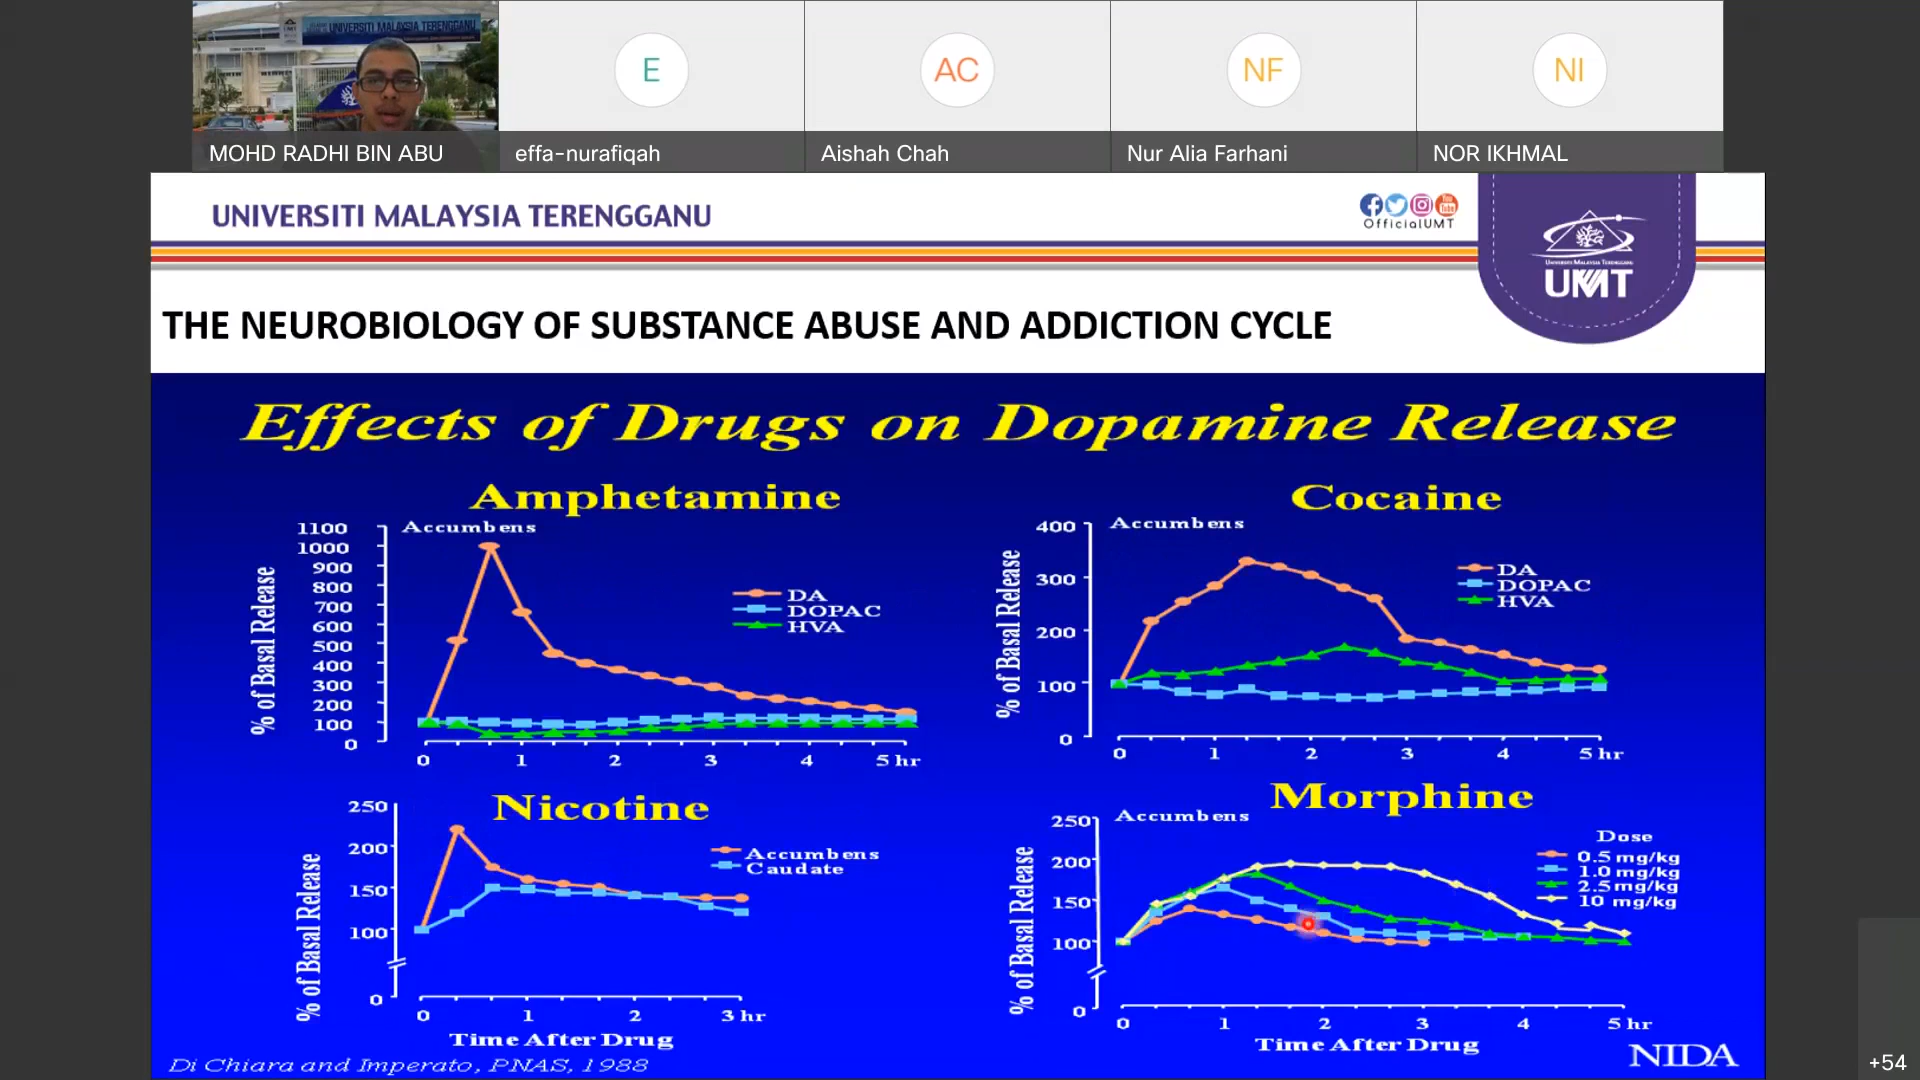 UNIVERSITI MALAYSIA TERENGGANU
E
AC
NF
NI
MOHD RADHI BIN ABU
effa-nurafiqah
Aishah Chah
Nur Alia Farhani
NOR IKHMAL
UNIVERSITI MALAYSIA TERENGGANU
OfficialUMT
UNIVERSITI MALAYSIA TERENGGANU
UMT
THE NEUROBIOLOGY OF SUBSTANCE ABUSE AND ADDICTION CYCLE
Effects of Drugs on Dopamine Release
Amphetamine
Accumbens
% of Basal Release
1100
1000
900
800
700
600
500
400
300
200
100
0
DA
DOPAC
HVA
0 1 2 3 4 5 hr
Cocaine
Accumbens
% of Basal Release
400
300
200
100
0
DA
DOPAC
HVA
0 1 2 3 4 5 hr
Nicotine
% of Basal Release
250
200
150
100
0
Accumbens
Caudate
0 1 2 3 hr
Time After Drug
Morphine
Accumbens
% of Basal Release
250
200
150
100
0
Dose
0.5 mg/kg
1.0 mg/kg
2.5 mg/kg
10 mg/kg
0 1 2 3 4 5 hr
Time After Drug
Di Chiara and Imperato, PNAS, 1988
NIDA
+54